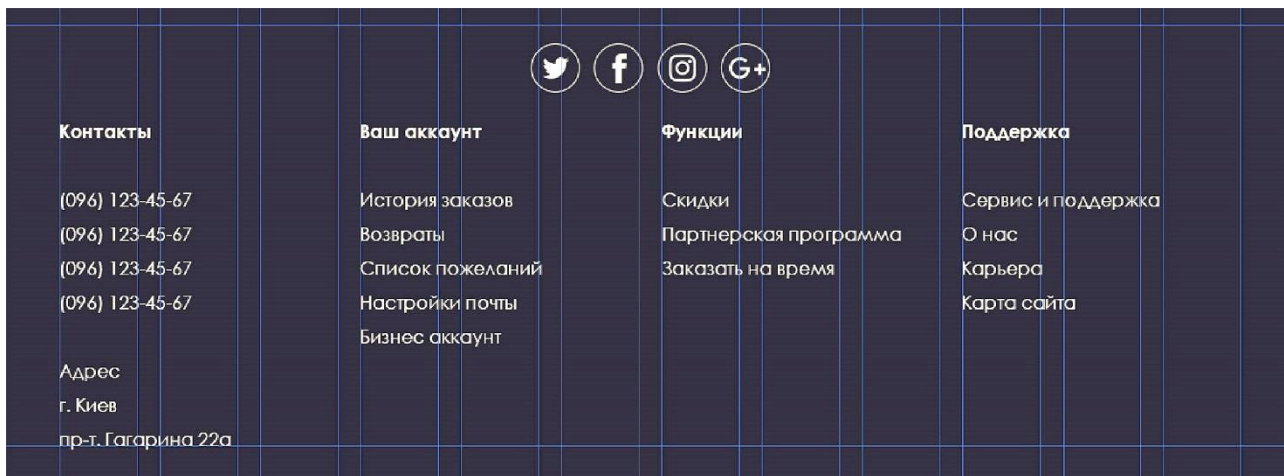 Контакты
(096) 123-45-67
(096) 123-45-67
(096) 123-45-67
(096) 123-45-67
Адрес
г. Киев
пр-т. Гагарина 22а
Ваш аккаунт
История заказов
Возвраты
Список пожеланий
Настройки почты
Бизнес аккаунт
Функции
Скидки
Партнерская программа
Заказать на время
Поддержка
Сервис и поддержка
О нас
Карьера
Карта сайта